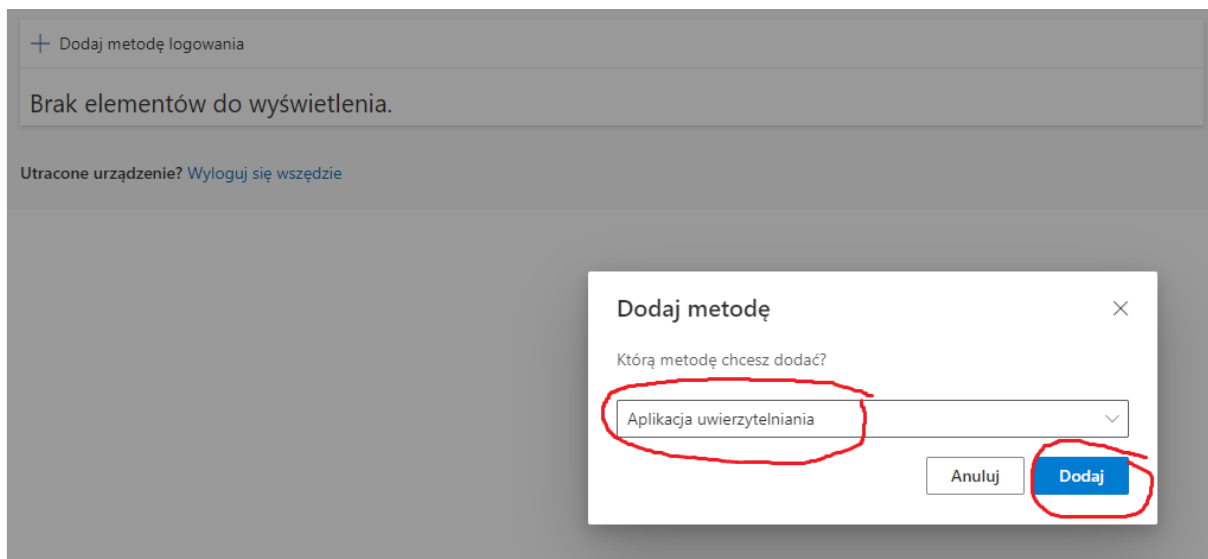 + Dodaj metodę logowania
Brak elementów do wyświetlenia.
Utracone urządzenie? Wyloguj się wszędzie
Dodaj metodę
Którą metodę chcesz dodać?
Aplikacja uwierzytelniania
Anuluj Dodaj